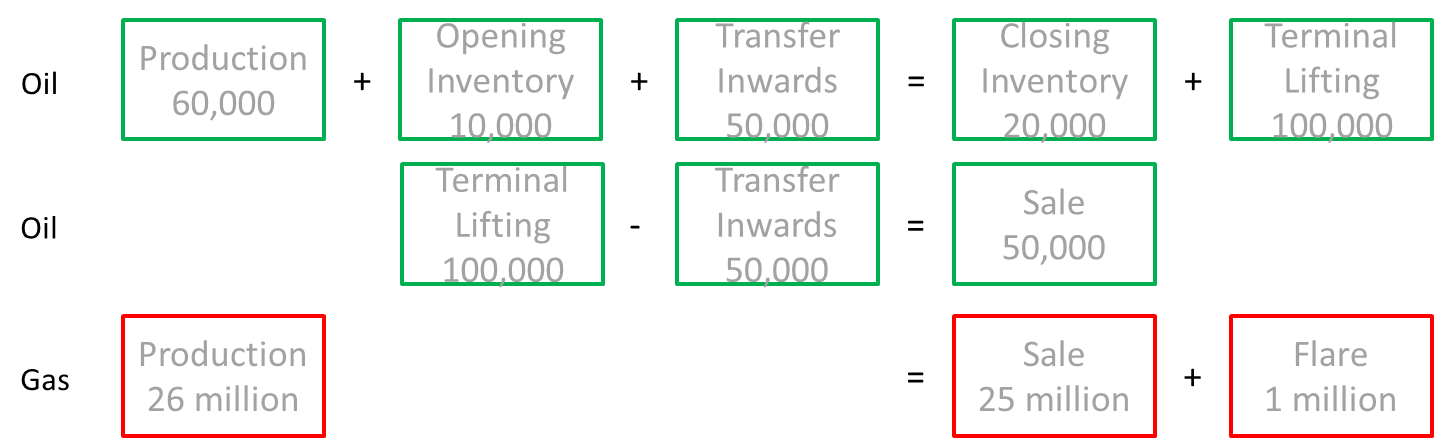 Oil Production 60,000 + Opening Inventory 10,000 + Transfer Inwards 50,000 = Closing Inventory 20,000 + Terminal Lifting 100,000
Oil Terminal Lifting 100,000 - Transfer Inwards 50,000 = Sale 50,000
Gas Production 26 million = Sale 25 million + Flare 1 million